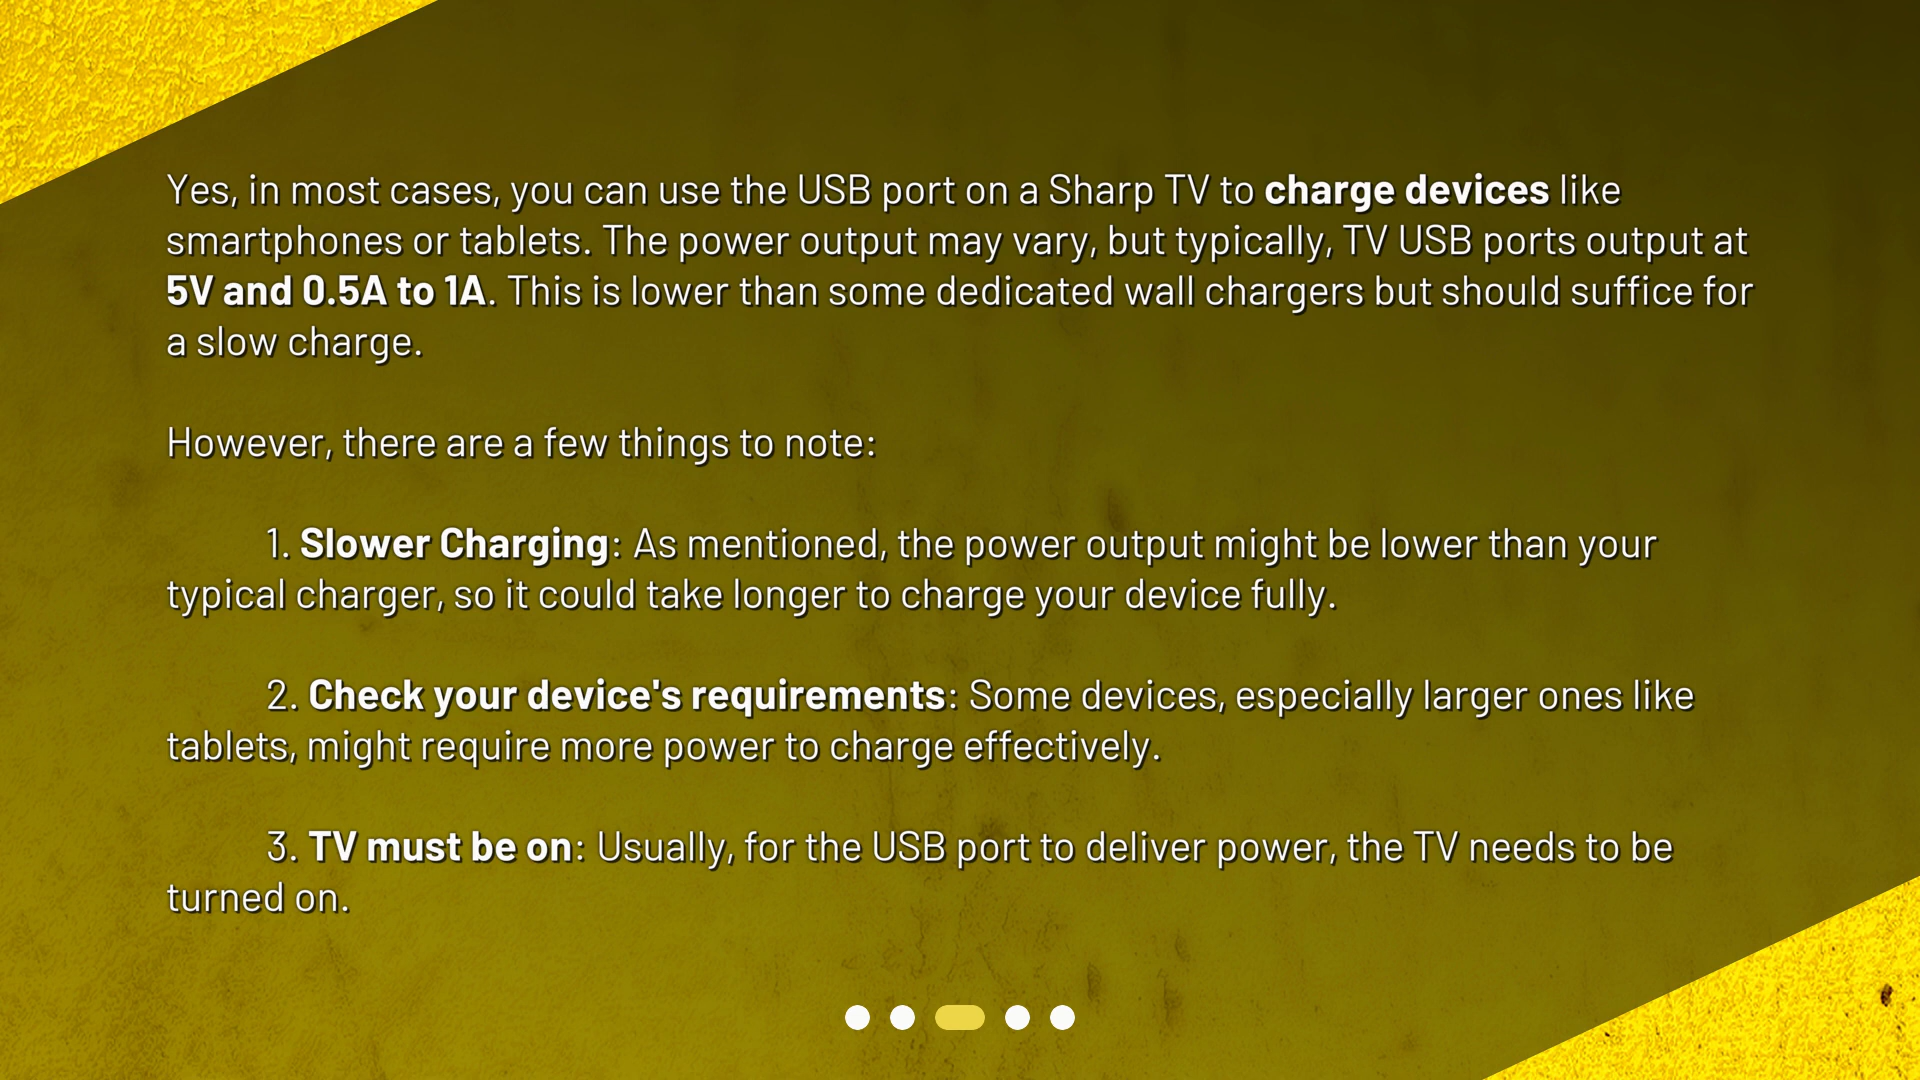 Yes, in most cases, you can use the USB port on a Sharp TV to charge devices like
smartphones or tablets. The power output may vary, but typically, TV USB ports output at
5V and 0.5A to 1A. This is lower than some dedicated wall chargers but should suffice for
a slow charge.
However, there are a few things to note:
1. Slower Charging: As mentioned, the power output might be lower than your
typical charger, so it could take longer to charge your device fully.
2. Check your device's requirements: Some devices, especially larger ones like
tablets, might require more power to charge effectively.
3. TV must be on: Usually, for the USB port to deliver power, the TV needs to be
turned on.